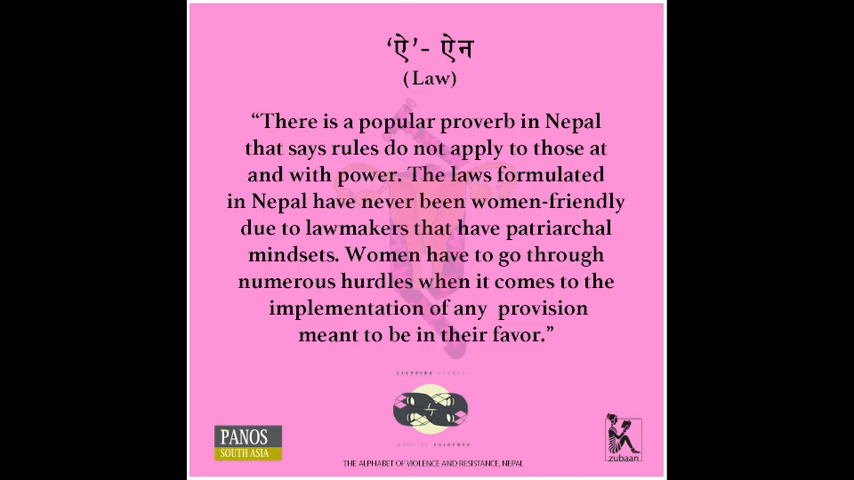 ‘ऐ’- ऐन
(Law)
“There is a popular proverb in Nepal
that says rules do not apply to those at
and with power. The laws formulated
in Nepal have never been women-friendly
due to lawmakers that have patriarchal
mindsets. Women have to go through
numerous hurdles when it comes to the
implementation of any provision
meant to be in their favor.”
PANOS
SOUTH ASIA
zubaan
THE ALPHABET OF VIOLENCE AND RESISTANCE, NEPAL